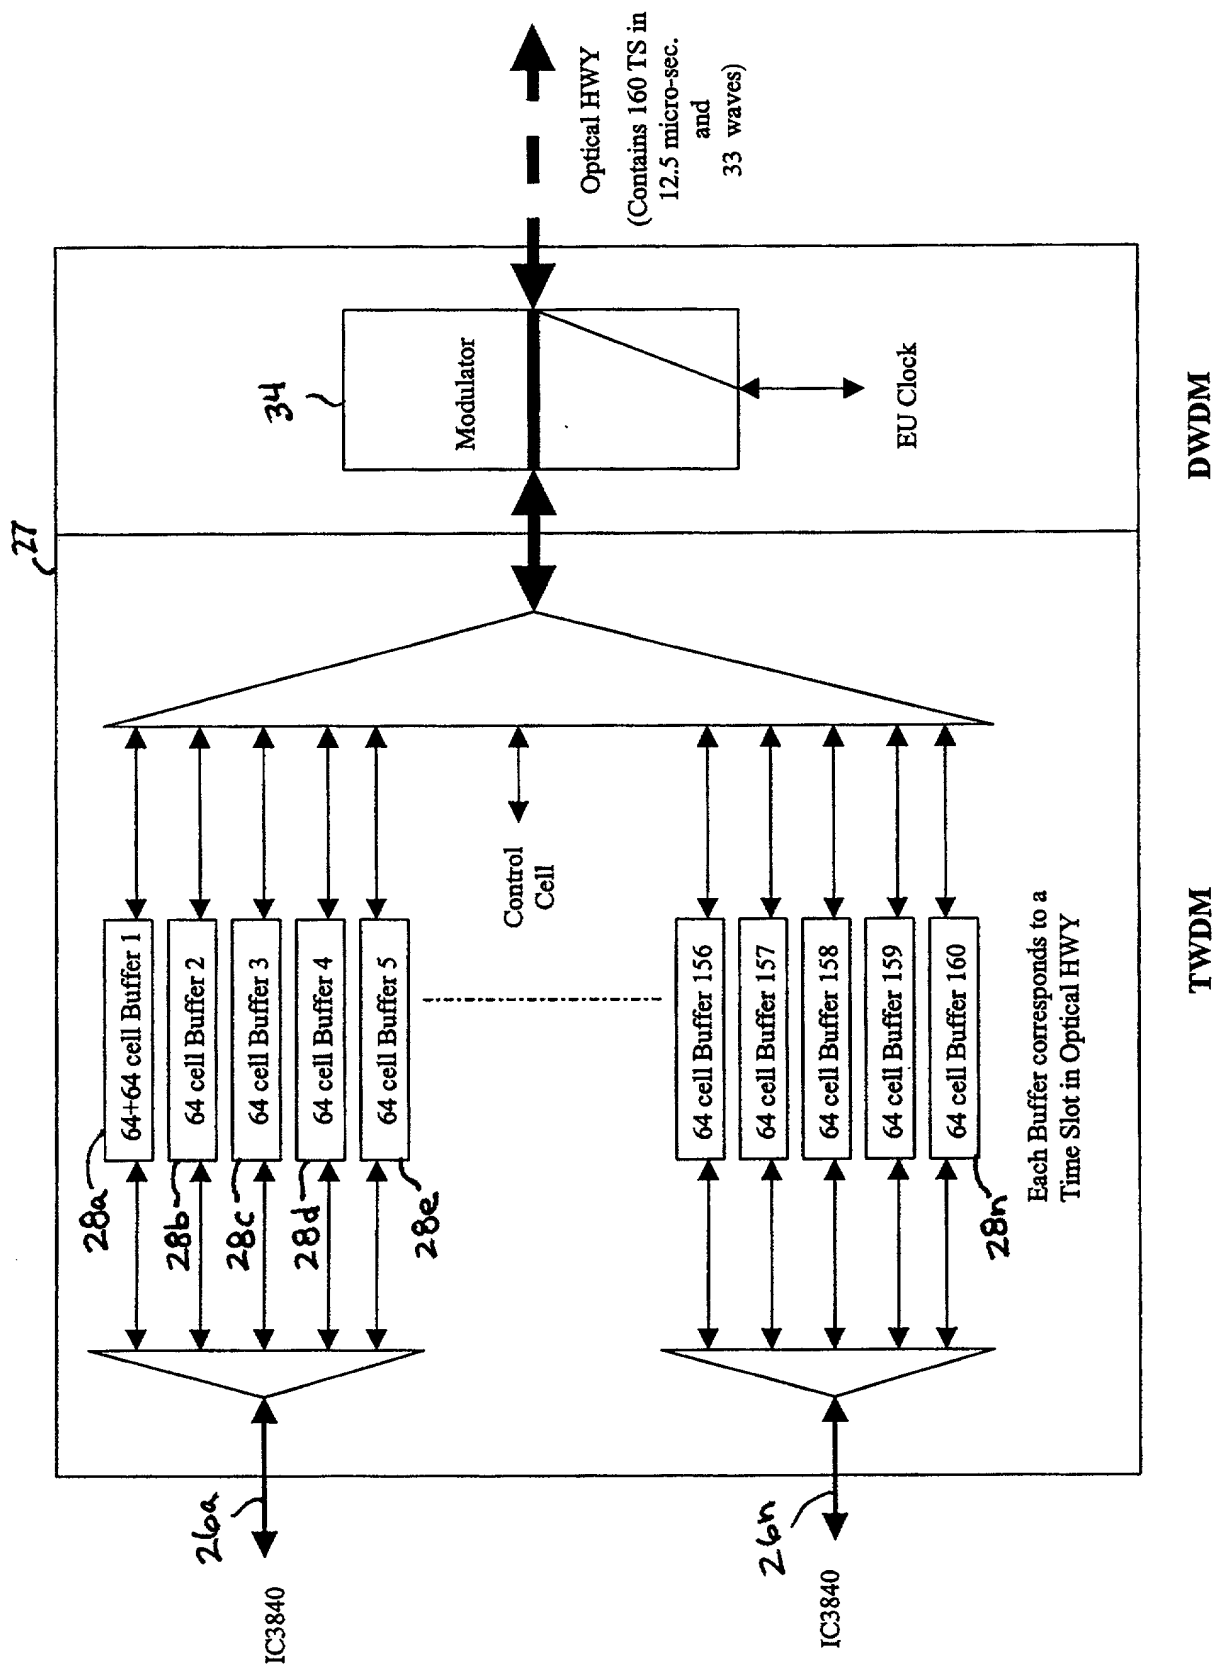 27
34
Modulator
Optical HWY
(Contains 160 TS in
12.5 micro-sec.
and
33 waves)
EU Clock
28a
64+64 cell Buffer 1
28b
64 cell Buffer 2
28c
64 cell Buffer 3
28d
64 cell Buffer 4
28e
64 cell Buffer 5
Control
Cell
64 cell Buffer 156
64 cell Buffer 157
64 cell Buffer 158
64 cell Buffer 159
64 cell Buffer 160
28n
26a
IC3840
26n
IC3840
Each Buffer corresponds to a
Time Slot in Optical HWY
TWDM
DWDM